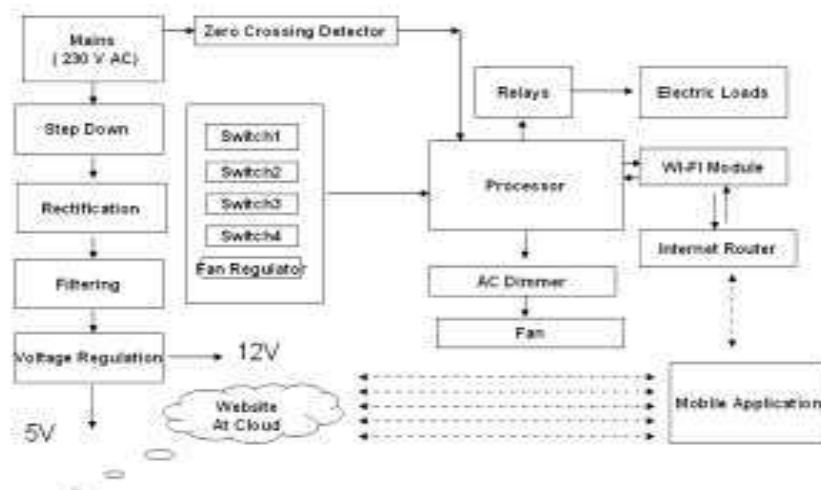 Mains
( 230 V AC)
Zero Crossing Detector
Step Down
Rectification
Filtering
Voltage Regulation
12V
5V
Switch1
Switch2
Switch3
Switch4
Fan Regulator
Relays
Electric Loads
Processor
WI-FI Module
Internet Router
AC Dimmer
Fan
Website
At Cloud
Mobile Application